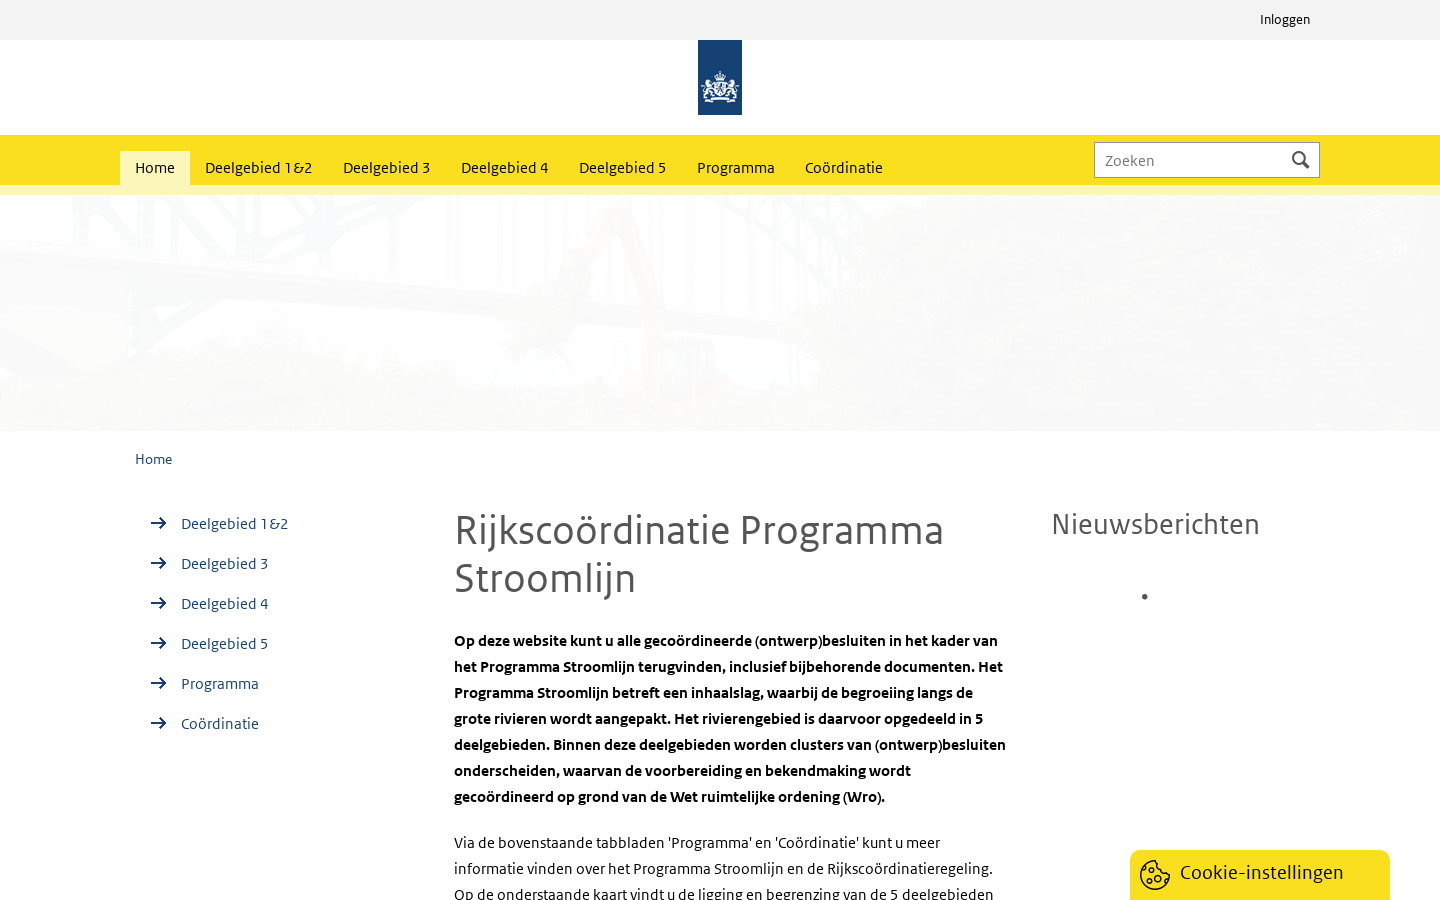 Inloggen
Home
Deelgebied 1&2
Deelgebied 3
Deelgebied 4
Deelgebied 5
Programma
Coördinatie
Zoeken
Home
Deelgebied 1&2
Deelgebied 3
Deelgebied 4
Deelgebied 5
Programma
Coördinatie
Rijkscoördinatie Programma
Stroomlijn
Op deze website kunt u alle gecoördineerde (ontwerp)besluiten in het kader van
het Programma Stroomlijn terugvinden, inclusief bijbehorende documenten. Het
Programma Stroomlijn betreft een inhaalslag, waarbij de begroeiing langs de
grote rivieren wordt aangepakt. Het rivierengebied is daarvoor opgedeeld in 5
deelgebieden. Binnen deze deelgebieden worden clusters van (ontwerp)besluiten
onderscheiden, waarvan de voorbereiding en bekendmaking wordt
gecoördineerd op grond van de Wet ruimtelijke ordening (Wro).
Via de bovenstaande tabbladen 'Programma' en 'Coördinatie' kunt u meer
informatie vinden over het Programma Stroomlijn en de Rijkscoördinatieregeling.
Op de onderstaande kaart vindt u de ligging en begrenzing van de 5 deelgebieden
Nieuwsberichten
Cookie-instellingen